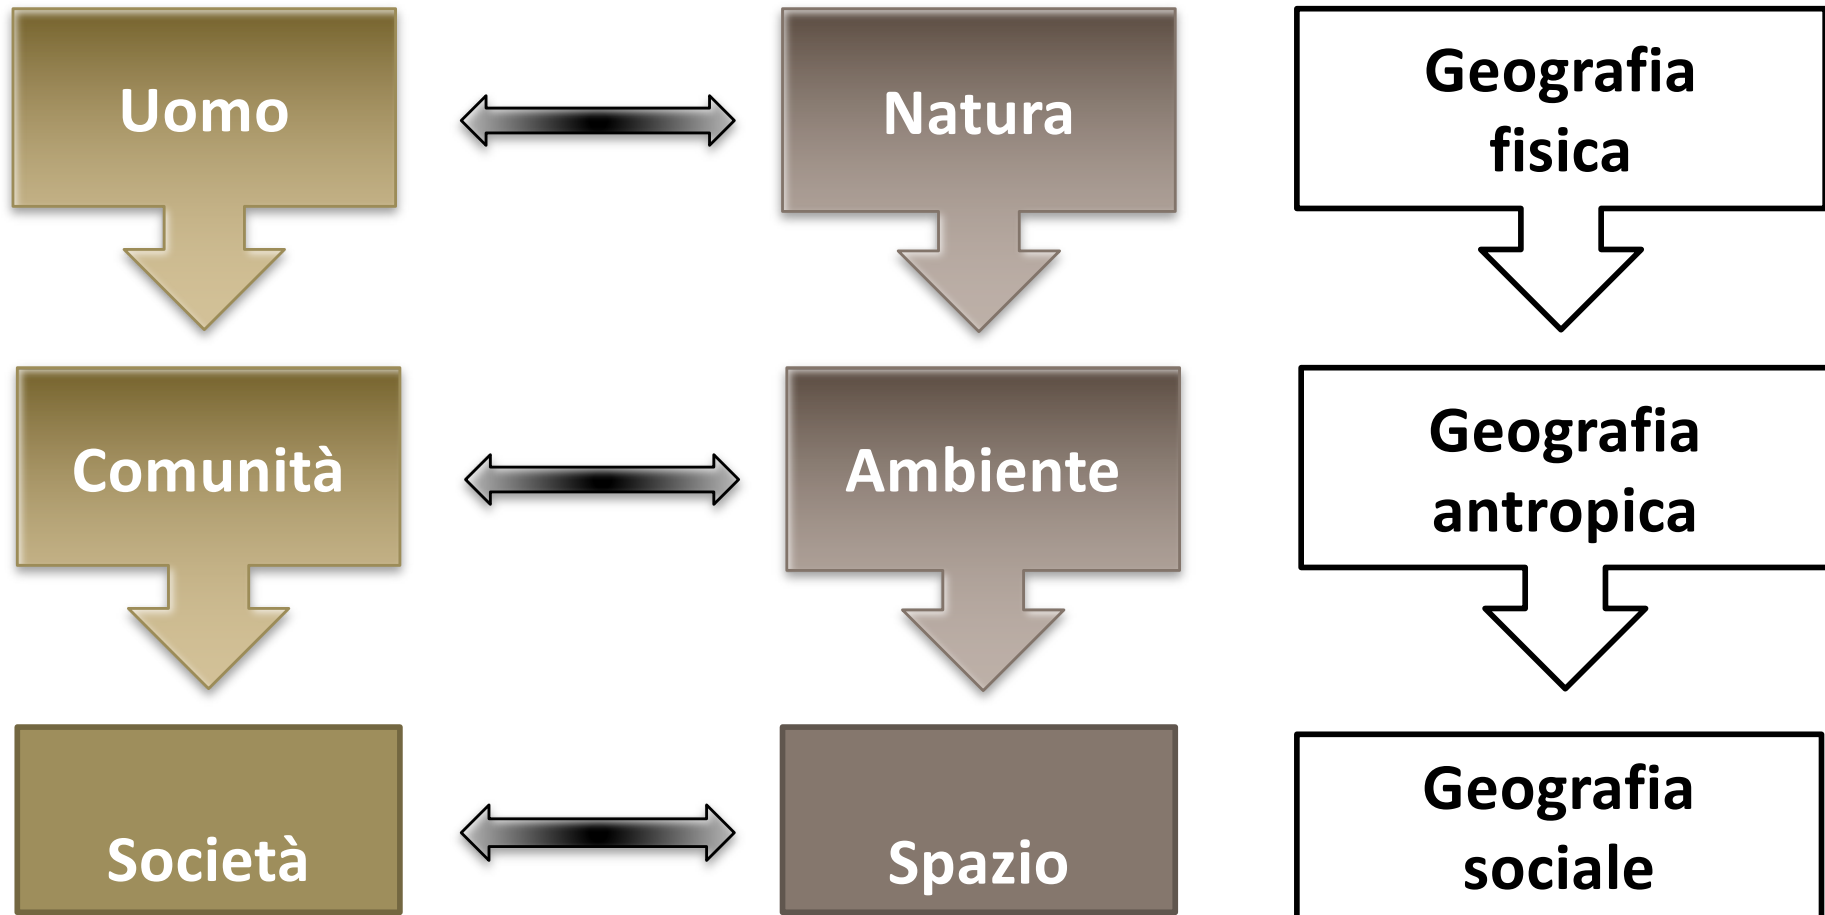 Uomo
Natura
Geografia
fisica
Comunità
Ambiente
Geografia
antropica
Società
Spazio
Geografia
sociale